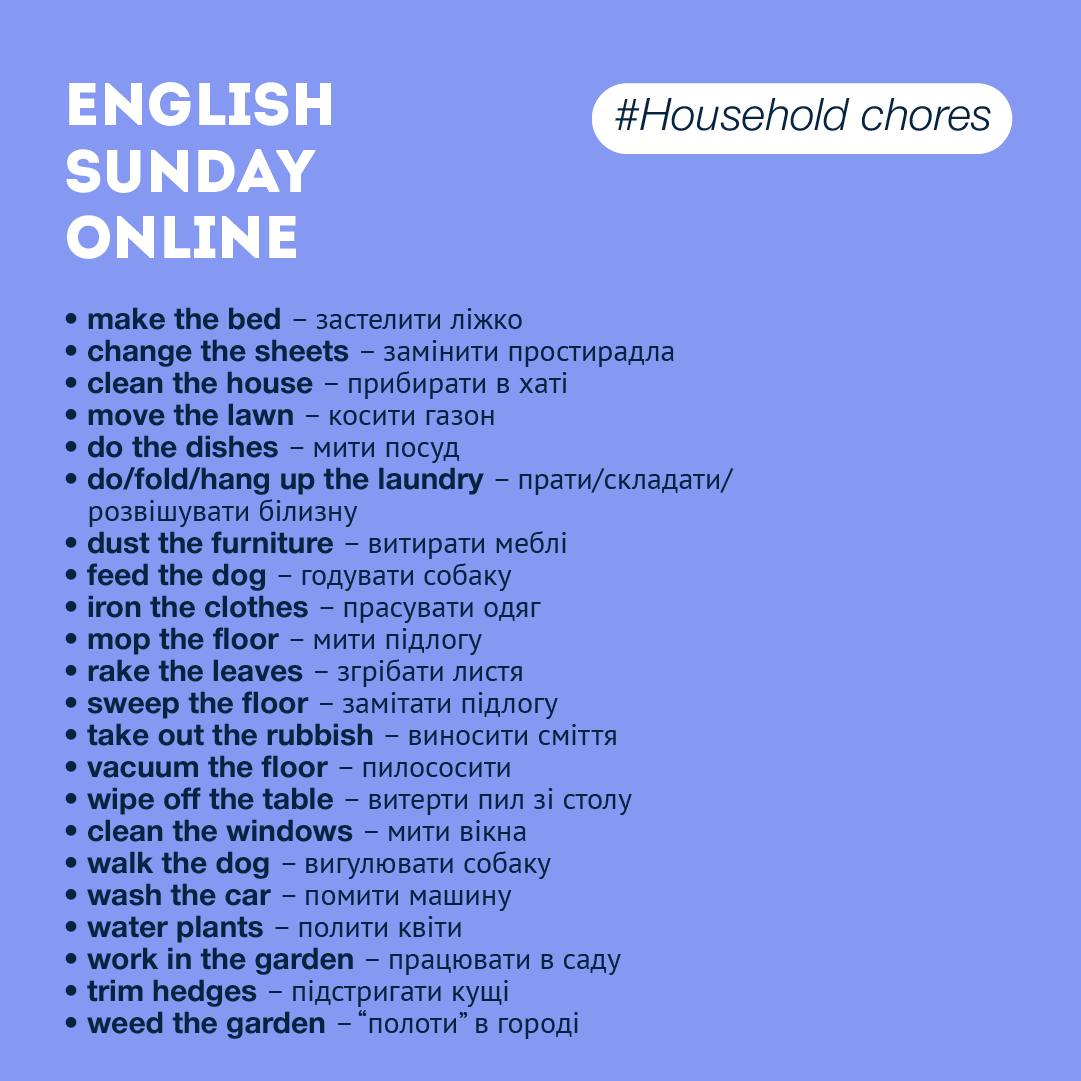 ENGLISH
SUNDAY
ONLINE
#Household chores
• make the bed – застелити ліжко
• change the sheets – замінити простирадла
• clean the house – прибирати в хаті
• move the lawn – косити газон
• do the dishes – мити посуд
• do/fold/hang up the laundry – прати/складати/
розвішувати білизну
• dust the furniture – витирати меблі
• feed the dog – годувати собаку
• iron the clothes – прасувати одяг
• mop the floor – мити підлогу
• rake the leaves – згрібати листя
• sweep the floor – замітати підлогу
• take out the rubbish – виносити сміття
• vacuum the floor – пилососити
• wipe off the table – витерти пил зі столу
• clean the windows – мити вікна
• walk the dog – вигулювати собаку
• wash the car – помити машину
• water plants – полити квіти
• work in the garden – працювати в саду
• trim hedges – підстригати кущі
• weed the garden – “полоти” в городі